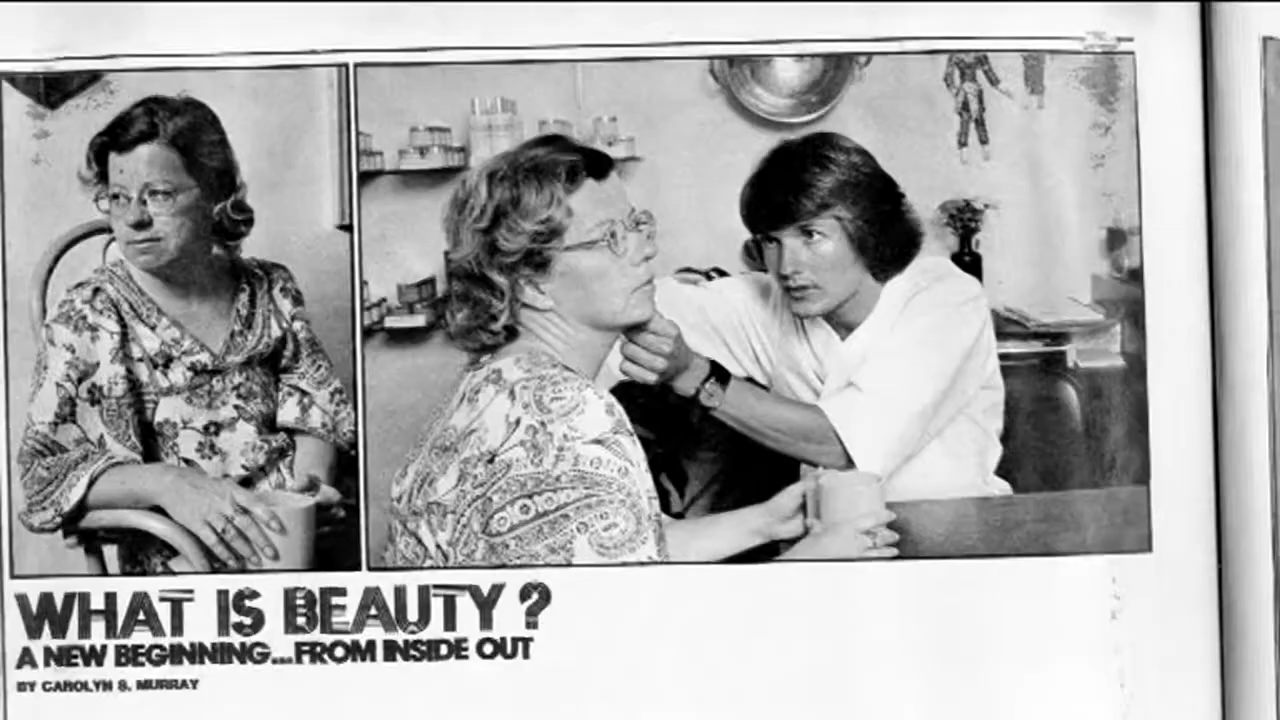 WHAT IS BEAUTY?
A NEW BEGINNING...FROM INSIDE OUT
BY CAROLYN S. MURRAY